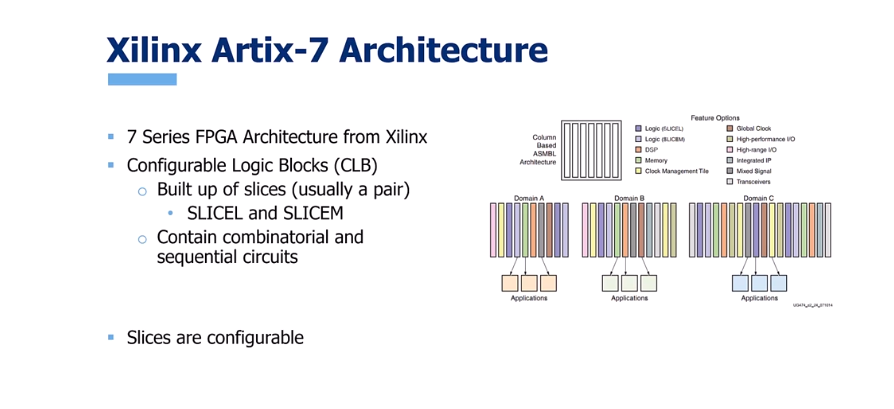 Xilinx Artix-7 Architecture
7 Series FPGA Architecture from Xilinx
Configurable Logic Blocks (CLB)
Built up of slices (usually a pair)
SLICEL and SLICEM
Contain combinatorial and
sequential circuits
Slices are configurable
Feature Options
Column
Based
ASMBL
Architecture
Logic (SLICEL)
Logic (SLICEM)
DSP
Memory
Clock Management Tile
Global Clock
High-performance I/O
High-range I/O
Integrated IP
Mixed Signal
Transceivers
Domain A
Domain B
Domain C
Applications
Applications
Applications